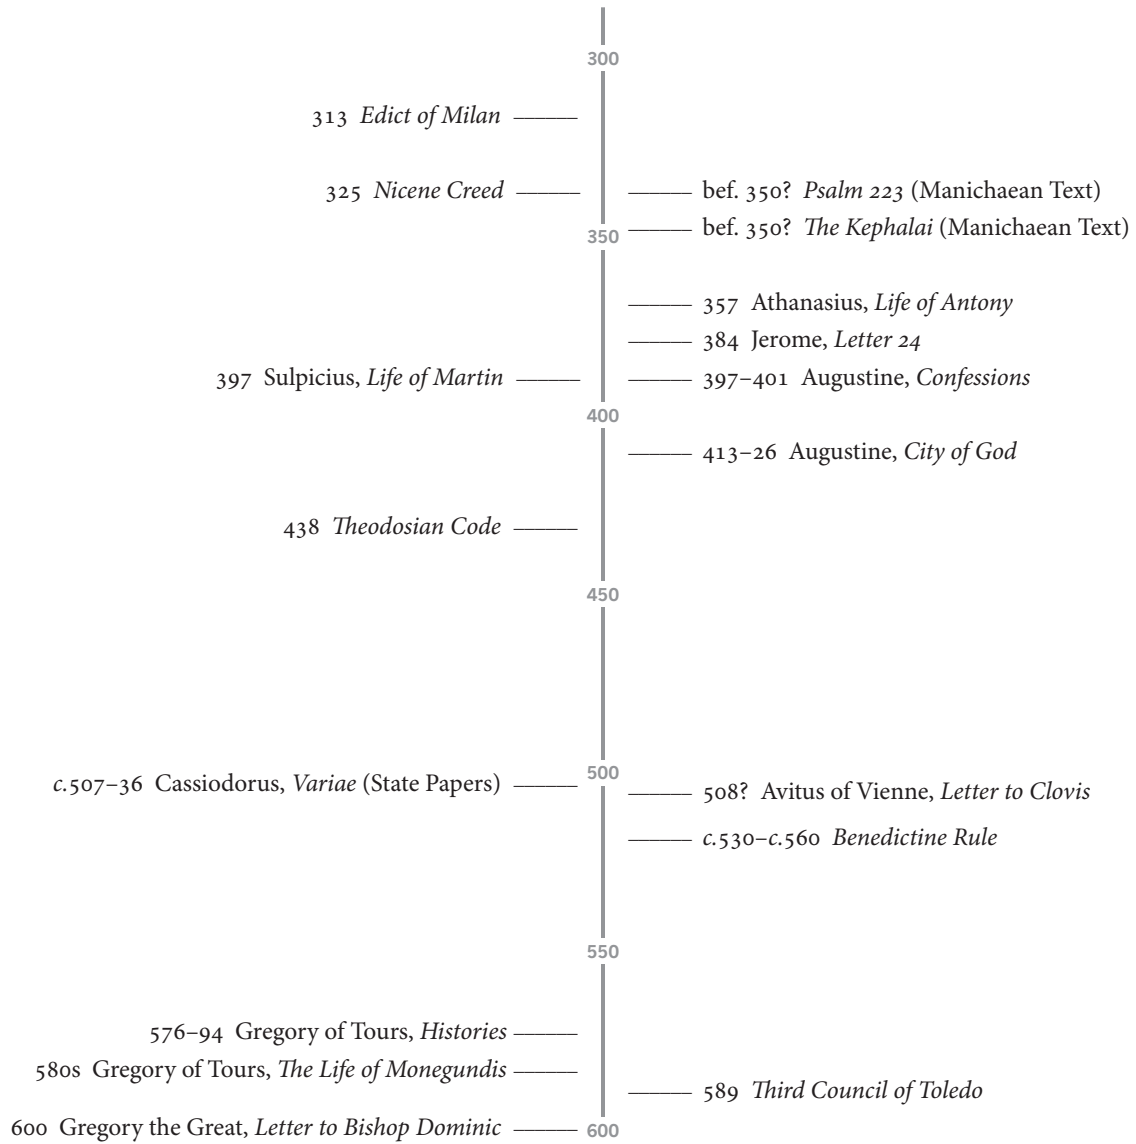 300
313 Edict of Milan
325 Nicene Creed
bef. 350? Psalm 223 (Manichaean Text)
bef. 350? The Kephalai (Manichaean Text)
350
357 Athanasius, Life of Antony
384 Jerome, Letter 24
397 Sulpicius, Life of Martin
397–401 Augustine, Confessions
400
413–26 Augustine, City of God
438 Theodosian Code
450
500
c.507–36 Cassiodorus, Variae (State Papers)
508? Avitus of Vienne, Letter to Clovis
c.530–c.560 Benedictine Rule
550
576–94 Gregory of Tours, Histories
580s Gregory of Tours, The Life of Monegundis
589 Third Council of Toledo
600 Gregory the Great, Letter to Bishop Dominic
600